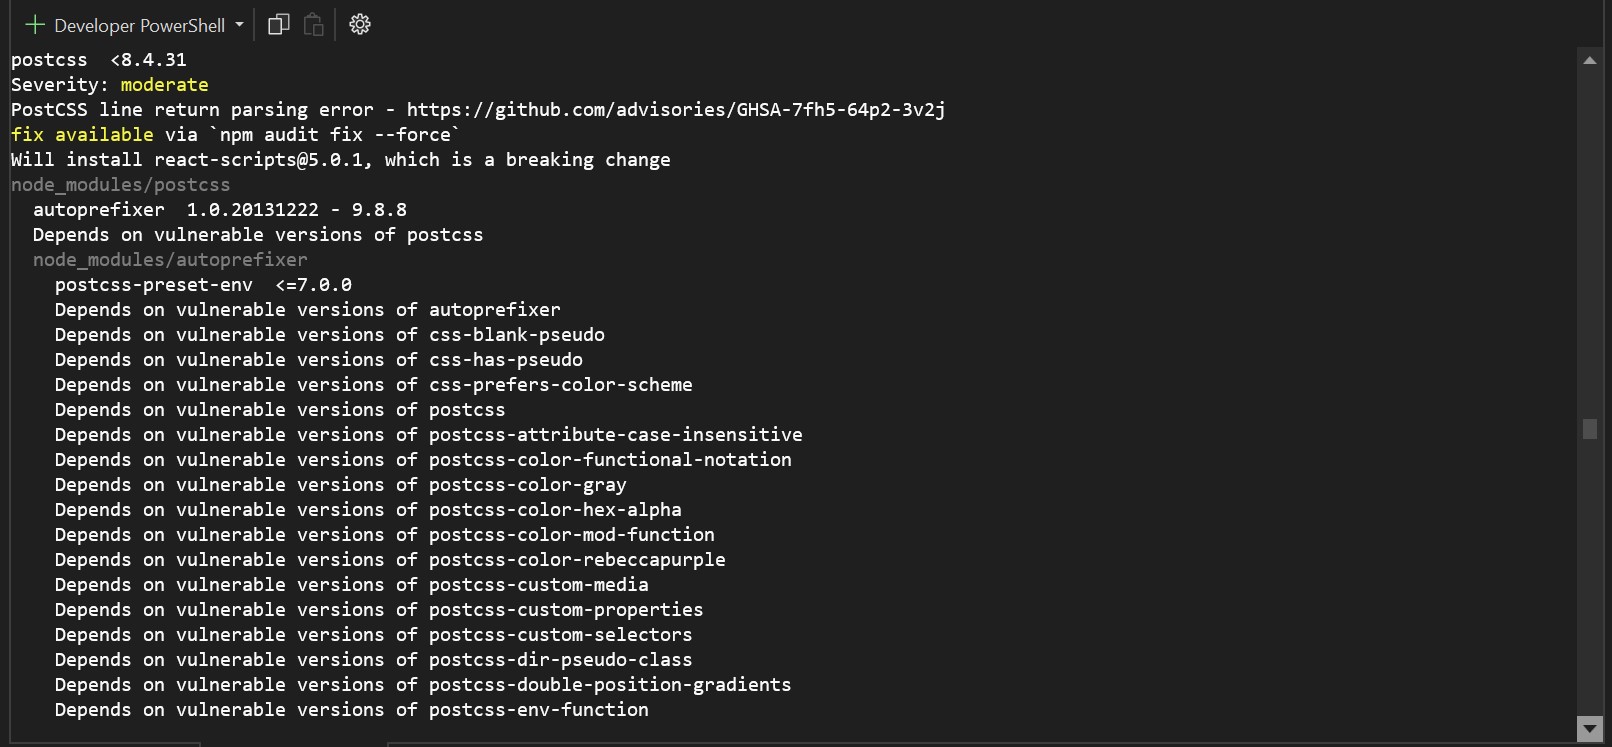 Developer PowerShell
postcss  <8.4.31
Severity: moderate
PostCSS line return parsing error - https://github.com/advisories/GHSA-7fh5-64p2-3v2j
fix available via `npm audit fix --force`
Will install react-scripts@5.0.1, which is a breaking change
node_modules/postcss
  autoprefixer  1.0.20131222 - 9.8.8
  Depends on vulnerable versions of postcss
  node_modules/autoprefixer
    postcss-preset-env  <=7.0.0
    Depends on vulnerable versions of autoprefixer
    Depends on vulnerable versions of css-blank-pseudo
    Depends on vulnerable versions of css-has-pseudo
    Depends on vulnerable versions of css-prefers-color-scheme
    Depends on vulnerable versions of postcss
    Depends on vulnerable versions of postcss-attribute-case-insensitive
    Depends on vulnerable versions of postcss-color-functional-notation
    Depends on vulnerable versions of postcss-color-gray
    Depends on vulnerable versions of postcss-color-hex-alpha
    Depends on vulnerable versions of postcss-color-mod-function
    Depends on vulnerable versions of postcss-color-rebeccapurple
    Depends on vulnerable versions of postcss-custom-media
    Depends on vulnerable versions of postcss-custom-properties
    Depends on vulnerable versions of postcss-custom-selectors
    Depends on vulnerable versions of postcss-dir-pseudo-class
    Depends on vulnerable versions of postcss-double-position-gradients
    Depends on vulnerable versions of postcss-env-function